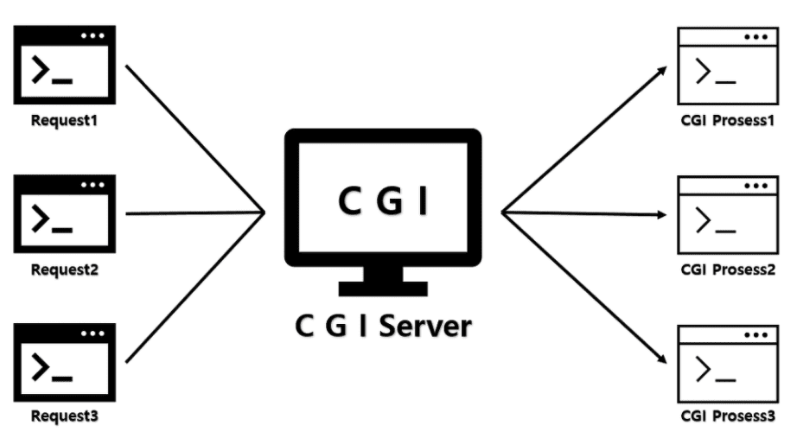 Request1
CGI Prosess1
C G I
Request2
CGI Prosess2
C G I Server
Request3
CGI Prosess3